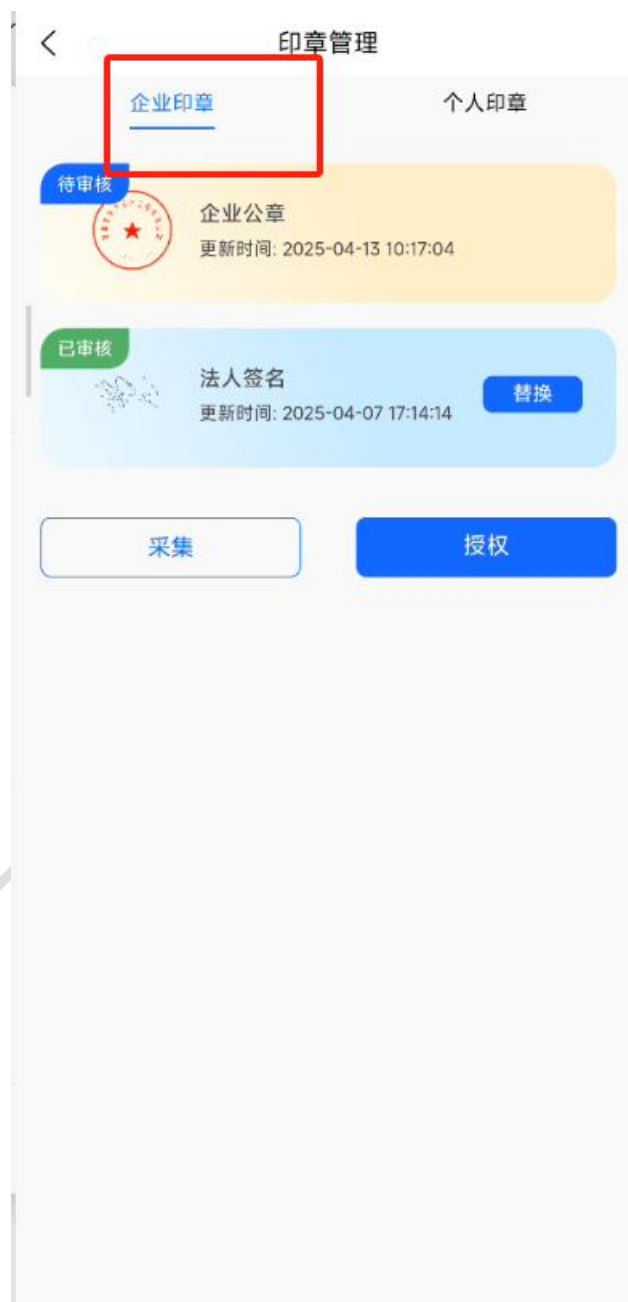 印章管理
企业印章
个人印章
待审核
企业公章
更新时间: 2025-04-13 10:17:04
已审核
法人签名
更新时间: 2025-04-07 17:14:14
替换
采集
授权